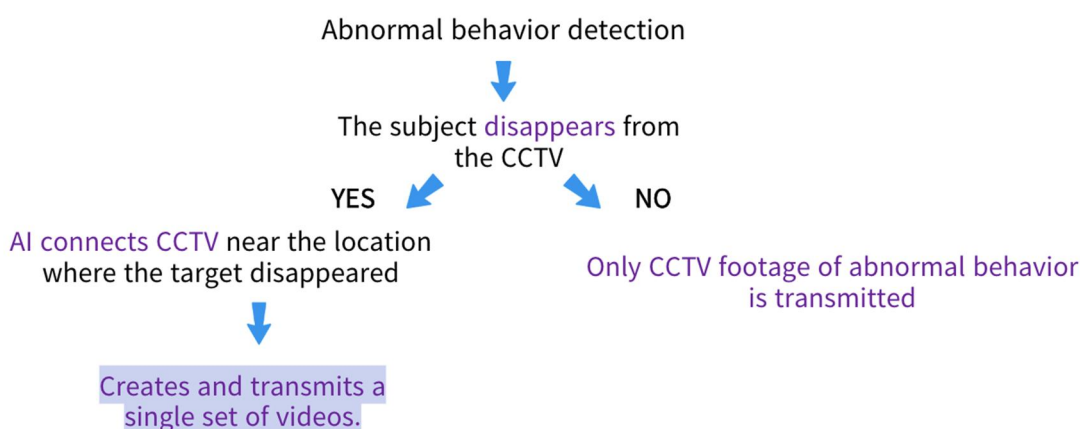 Abnormal behavior detection
The subject disappears from
the CCTV
YES
NO
AI connects CCTV near the location
where the target disappeared
Only CCTV footage of abnormal behavior
is transmitted
Creates and transmits a
single set of videos.